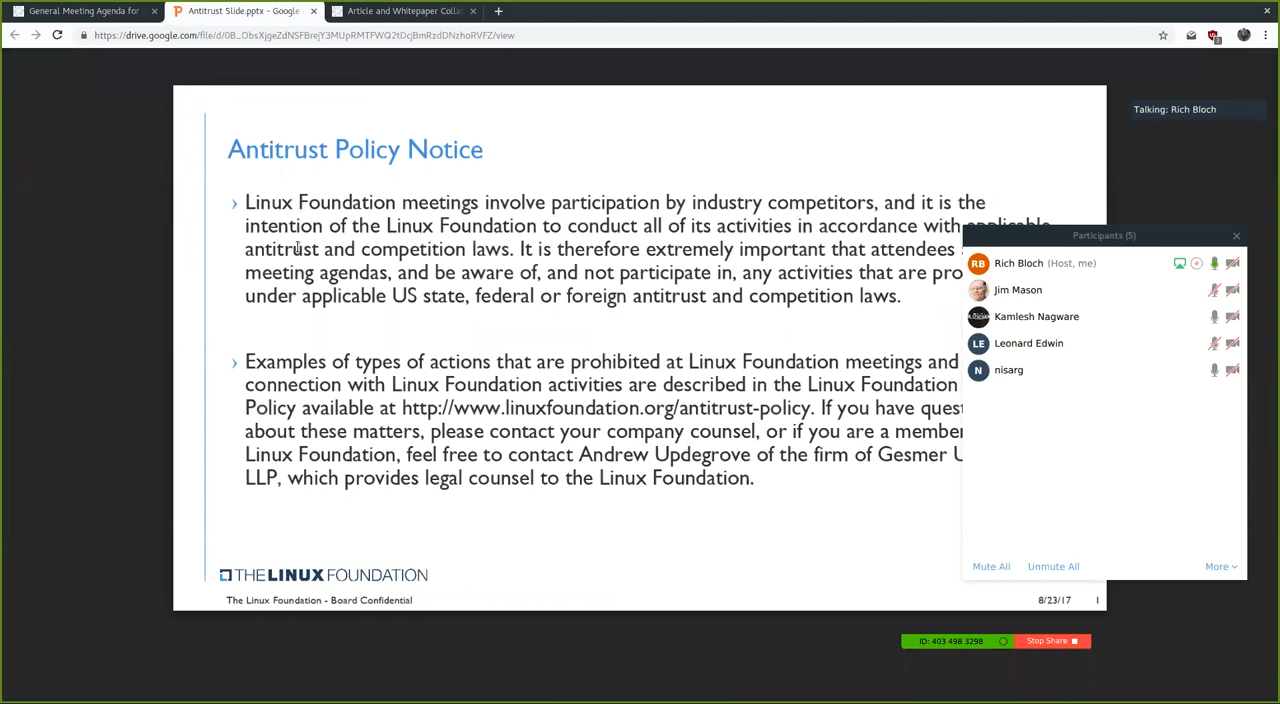 General Meeting Agenda for
Antitrust Slide.pptx - Google
Article and Whitepaper Colla
https://drive.google.com/file/d/0B_ObsXjgeZdNSFBrejY3MUpRMTFWQ2tDcjBmRzdDNzhoRVFZ/view
Talking: Rich Bloch
Antitrust Policy Notice
› Linux Foundation meetings involve participation by industry competitors, and it is the
intention of the Linux Foundation to conduct all of its activities in accordance with applicable
antitrust and competition laws. It is therefore extremely important that attendees
meeting agendas, and be aware of, and not participate in, any activities that are pro
under applicable US state, federal or foreign antitrust and competition laws.
› Examples of types of actions that are prohibited at Linux Foundation meetings and
connection with Linux Foundation activities are described in the Linux Foundation
Policy available at http://www.linuxfoundation.org/antitrust-policy. If you have quest
about these matters, please contact your company counsel, or if you are a member
Linux Foundation, feel free to contact Andrew Updegrove of the firm of Gesmer U
LLP, which provides legal counsel to the Linux Foundation.
THE LINUX FOUNDATION
The Linux Foundation - Board Confidential
8/23/17
1
Participants (5)
RB Rich Bloch (Host, me)
Jim Mason
Kamlesh Nagware
LE Leonard Edwin
N nisarg
Mute All
Unmute All
More
ID: 403 498 3298
Stop Share